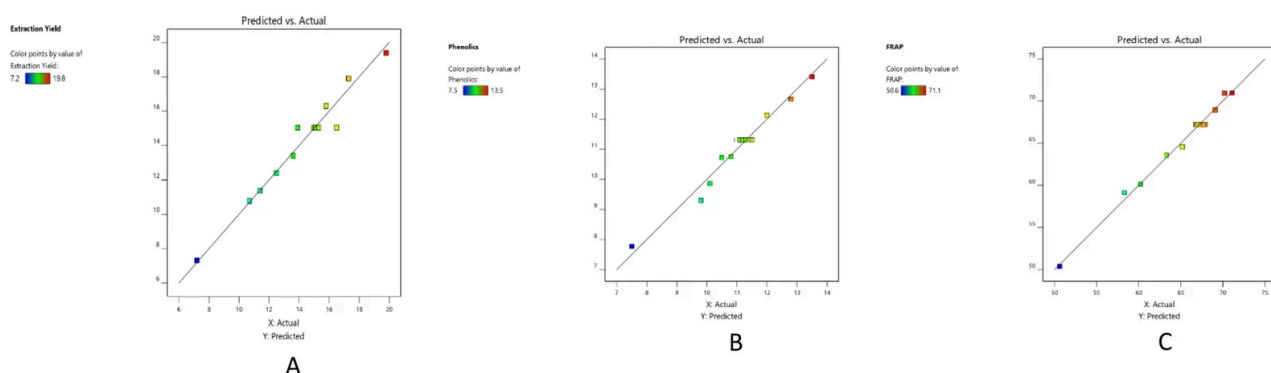 Extraction Yield
Color points by value of
Extraction Yield:
7.2 19.8
Predicted vs. Actual
20
18
16
14
12
10
8
6
6 8 10 12 14 16 18 20
X: Actual
Y: Predicted
A
Phenolics
Color points by value of
Phenolics:
7.5 13.5
Predicted vs. Actual
14
13
12
11
10
9
8
7
7 8 9 10 11 12 13 14
X: Actual
Y: Predicted
B
FRAP
Color points by value of
FRAP:
50.6 71.1
Predicted vs. Actual
75
70
65
60
55
50
50 55 60 65 70 75
X: Actual
Y: Predicted
C